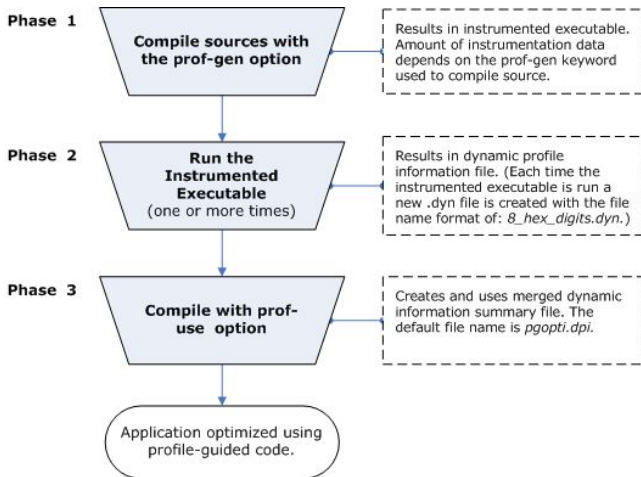 Phase 1
Compile sources with
the prof-gen option
Results in instrumented executable.
Amount of instrumentation data
depends on the prof-gen keyword
used to compile source.
Phase 2
Run the
Instrumented
Executable
(one or more times)
Results in dynamic profile
information file. (Each time the
instrumented executable is run a
new .dyn file is created with the file
name format of: 8_hex_digits.dyn.)
Phase 3
Compile with prof-
use option
Creates and uses merged dynamic
information summary file. The
default file name is pgopti.dpi.
Application optimized using
profile-guided code.